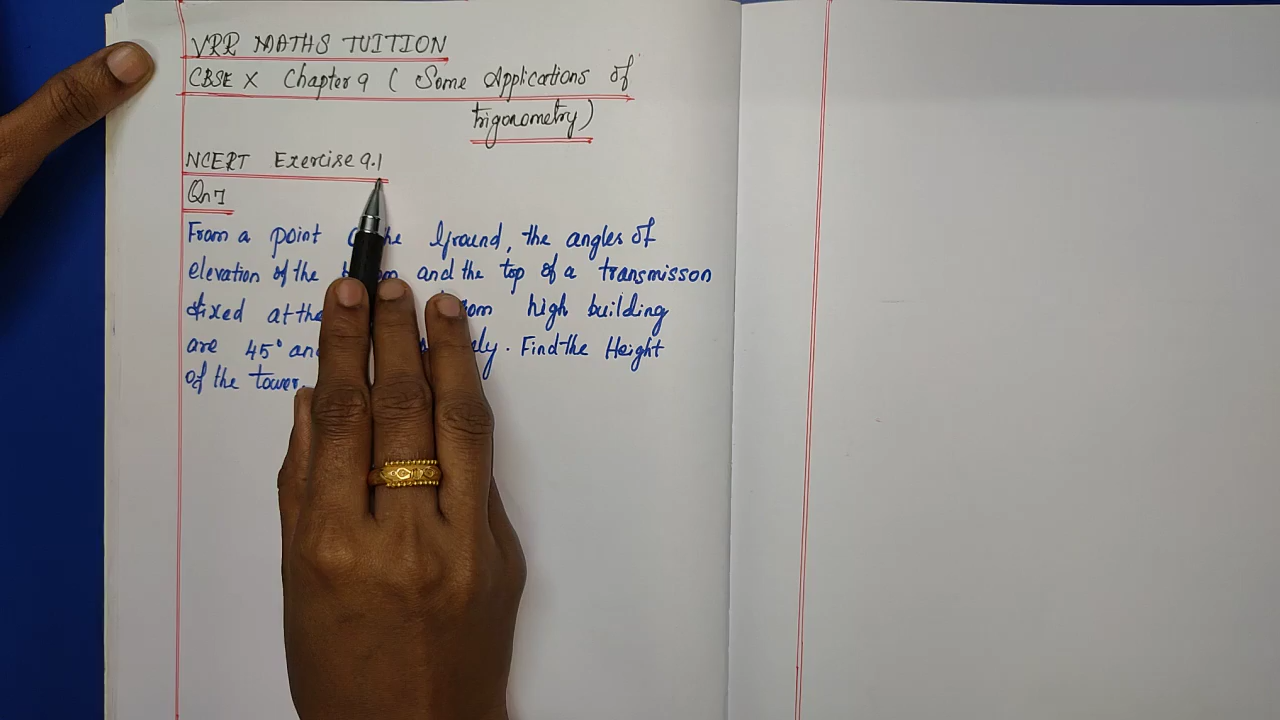 VRR MATHS TUITION
CBSE X Chapter 9 ( Some Applications of
trigonometry)
NCERT Exercise 9.1
Qn 7
From a point the Ground, the angles of
elevation of the and the top of a transmisson
fixed at the high building
are 45° Find the Height
of the tower.